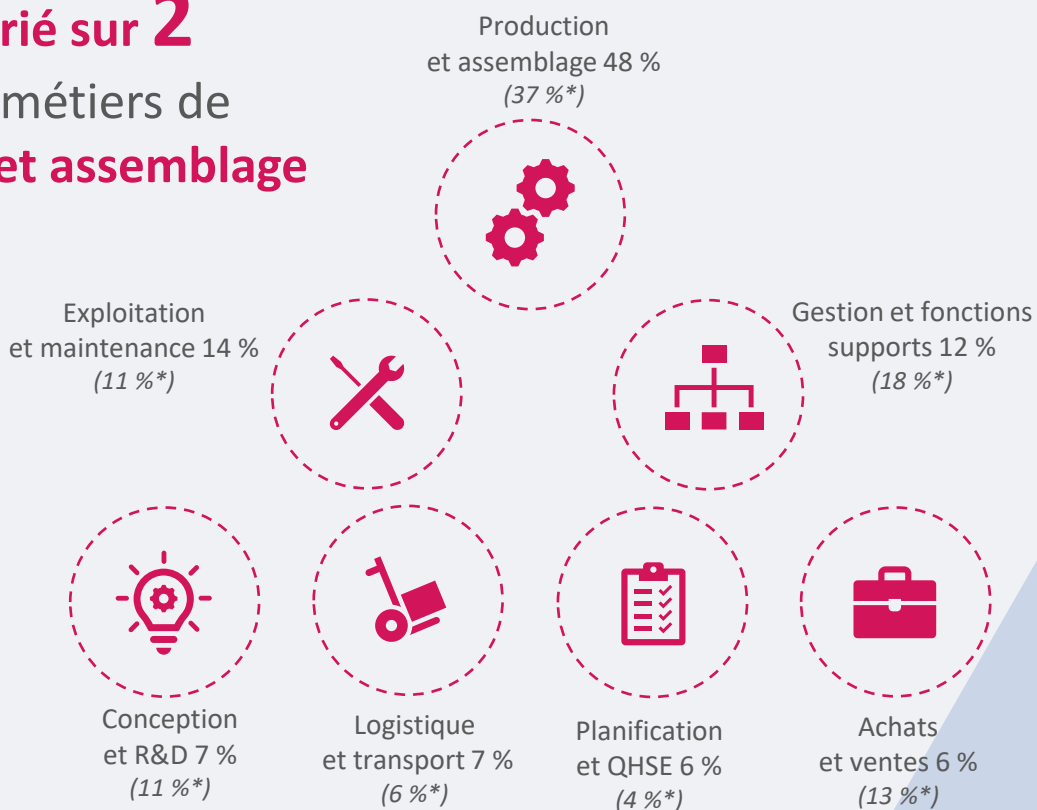 sur 2
métiers de
et assemblage
Production
et assemblage 48 %
(37 %*)
Exploitation
et maintenance 14 %
(11 %*)
Gestion et fonctions
supports 12 %
(18 %*)
Conception
et R&D 7 %
(11 %*)
Logistique
et transport 7 %
(6 %*)
Planification
et QHSE 6 %
(4 %*)
Achats
et ventes 6 %
(13 %*)